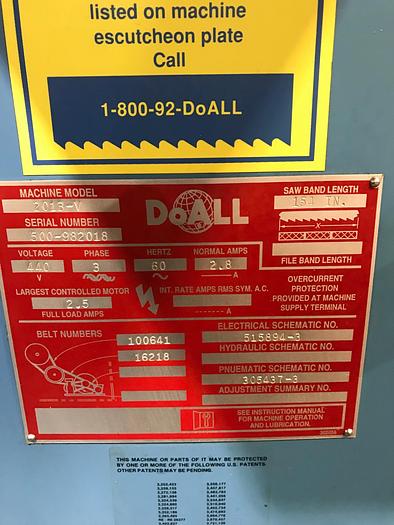 listed on machine
escutcheon plate
Call
1-800-92-DoALL
MACHINE MODEL
2013-V
SERIAL NUMBER
500-982018
DoALL
SAW BAND LENGTH
154 IN.
X
FILE BAND LENGTH
VOLTAGE PHASE HERTZ NORMAL AMPS
440 V 3 60 2.8 A
LARGEST CONTROLLED MOTOR
2.5
FULL LOAD AMPS
INT. RATE AMPS RMS SYM. A.C.
A
OVERCURRENT
PROTECTION
PROVIDED AT MACHINE
SUPPLY TERMINAL
BELT NUMBERS
100641
16218
ELECTRICAL SCHEMATIC NO.
515894-3
HYDRAULIC SCHEMATIC NO.
PNUEMATIC SCHEMATIC NO.
305437-3
ADJUSTMENT SUMMARY NO.
SEE INSTRUCTION MANUAL
FOR MACHINE OPERATION
AND LUBRICATION.
THIS MACHINE OR PARTS OF IT MAY BE PROTECTED
BY ONE OR MORE OF THE FOLLOWING U.S. PATENTS
OTHER PATENTS MAY BE PENDING.